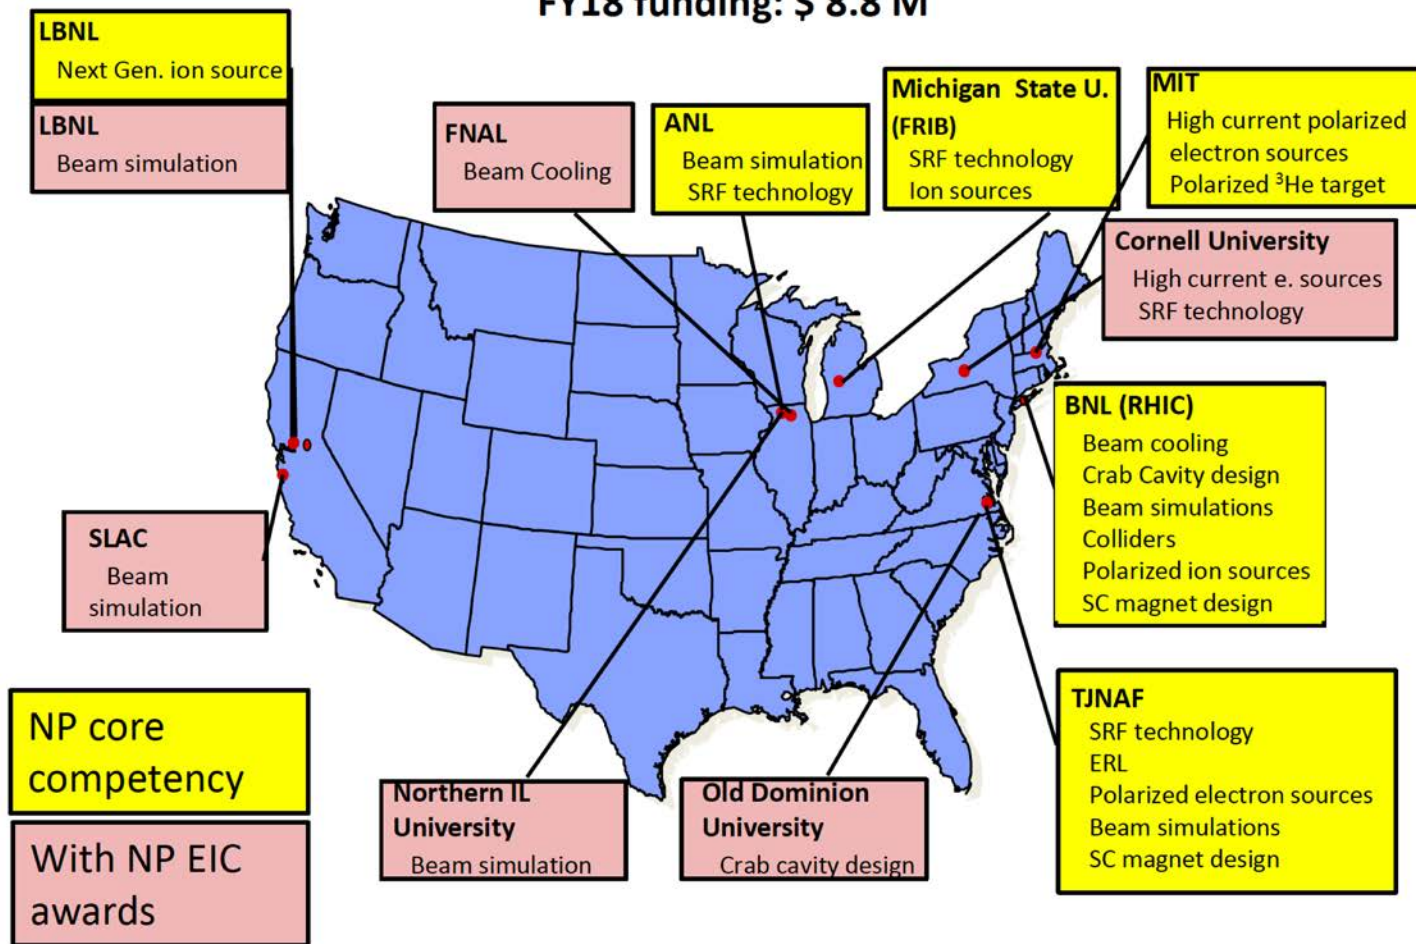 FY18 funding: $ 8.8 M
LBNL
Next Gen. ion source
LBNL
Beam simulation
FNAL
Beam Cooling
ANL
Beam simulation
SRF technology
Michigan State U.
(FRIB)
SRF technology
Ion sources
MIT
High current polarized
electron sources
Polarized ³He target
Cornell University
High current e. sources
SRF technology
BNL (RHIC)
Beam cooling
Crab Cavity design
Beam simulations
Colliders
Polarized ion sources
SC magnet design
SLAC
Beam
simulation
TJNAF
SRF technology
ERL
Polarized electron sources
Beam simulations
SC magnet design
NP core
competency
With NP EIC
awards
Northern IL
University
Beam simulation
Old Dominion
University
Crab cavity design